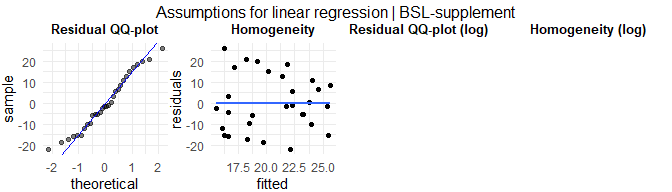 Assumptions for linear regression | BSL-supplement
Residual QQ-plot
Homogeneity
Residual QQ-plot (log)
Homogeneity (log)
sample
20
10
0
-10
-20
-2
-1
0
1
2
theoretical
residuals
20
10
0
-10
-20
17.5
20.0
22.5
25.0
fitted